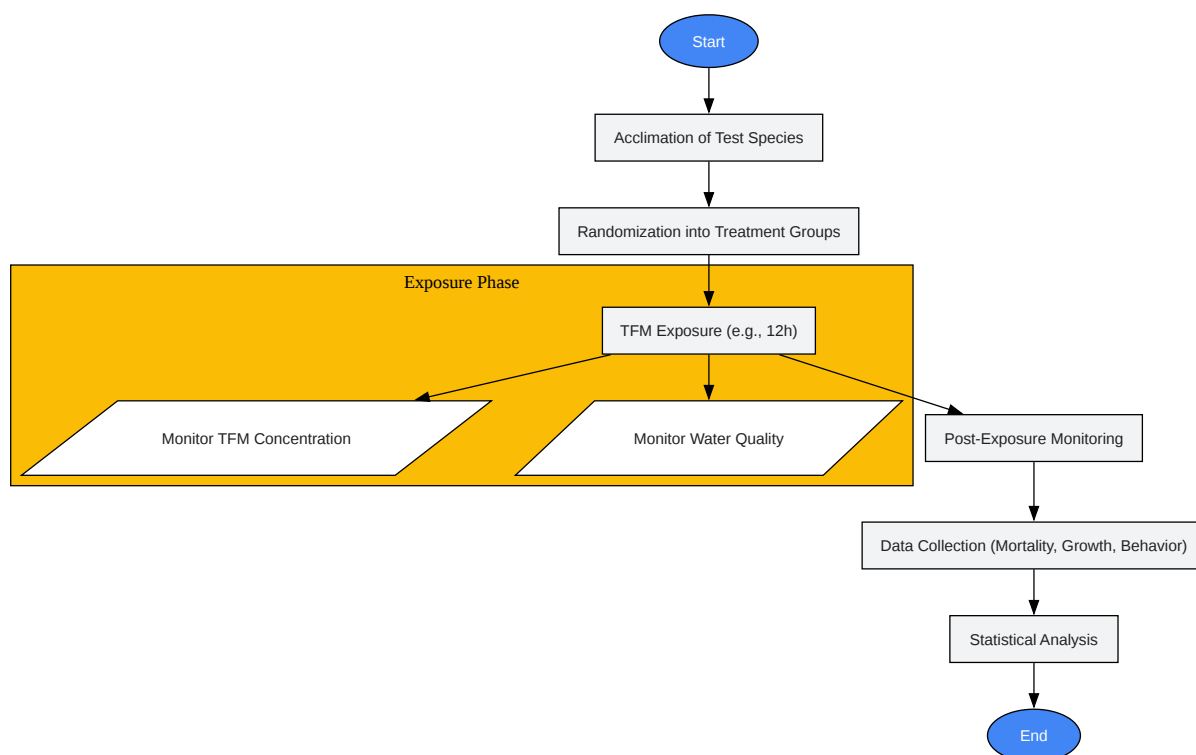 Start
Acclimation of Test Species
Randomization into Treatment Groups
Exposure Phase
TFM Exposure (e.g., 12h)
Monitor TFM Concentration
Monitor Water Quality
Post-Exposure Monitoring
Data Collection (Mortality, Growth, Behavior)
Statistical Analysis
End